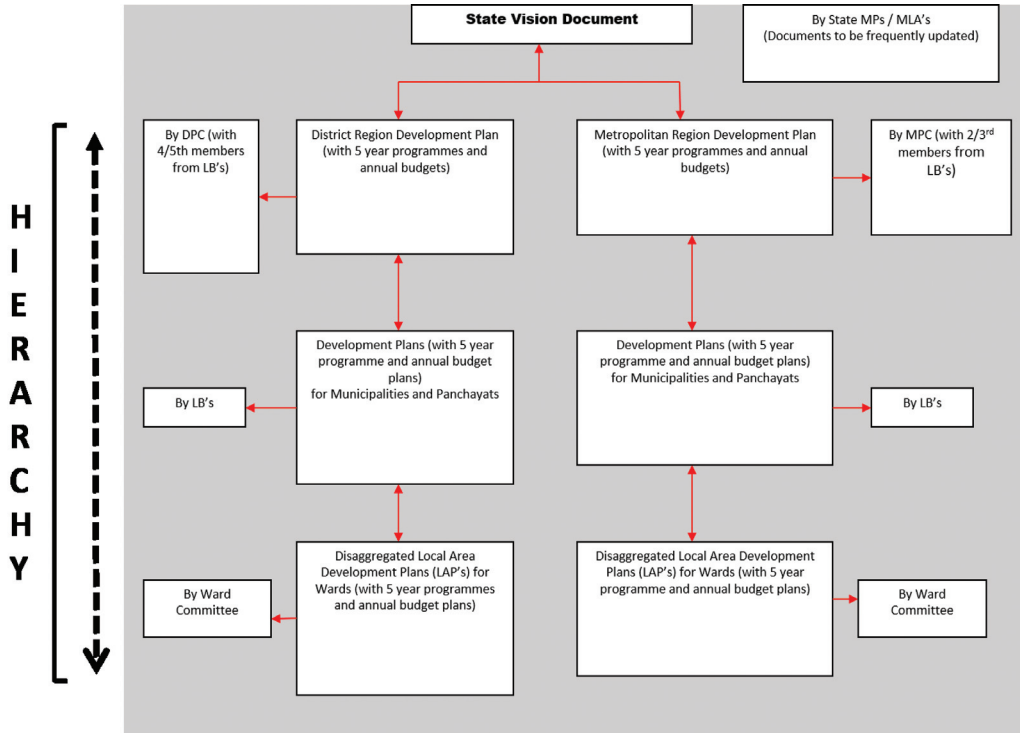 State Vision Document
By State MPs / MLA's
(Documents to be frequently updated)
HIERARCHY
By DPC (with
4/5th members
from LB's)
District Region Development Plan
(with 5 year programmes and
annual budgets)
Metropolitan Region Development Plan
(with 5 year programmes and annual
budgets)
By MPC (with 2/3rd
members from
LB's)
By LB's
Development Plans (with 5 year
programme and annual budget
plans)
for Municipalities and Panchayats
Development Plans (with 5 year
programme and annual budget plans)
for Municipalities and Panchayats
By LB's
By Ward
Committee
Disaggregated Local Area
Development Plans (LAP's) for
Wards (with 5 year programmes
and annual budget plans)
Disaggregated Local Area Development
Plans (LAP's) for Wards (with 5 year
programme and annual budget plans)
By Ward
Committee